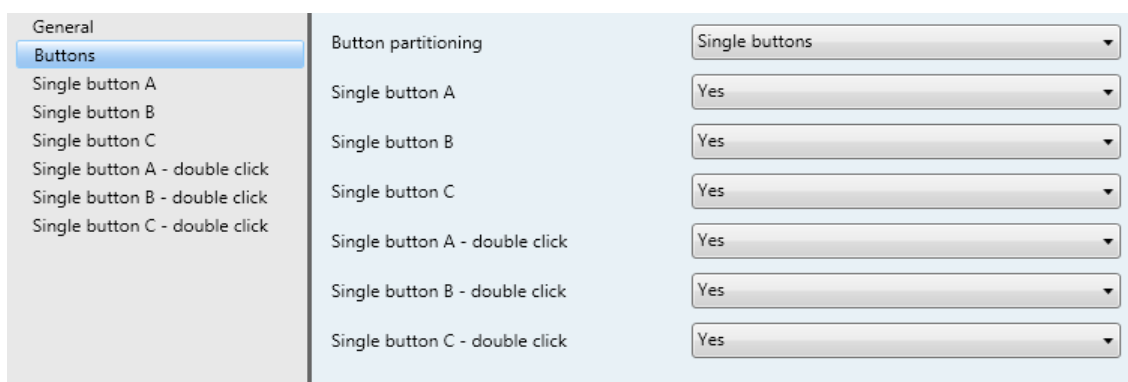 General
Buttons
Single button A
Single button B
Single button C
Single button A - double click
Single button B - double click
Single button C - double click
Button partitioning Single buttons
Single button A Yes
Single button B Yes
Single button C Yes
Single button A - double click Yes
Single button B - double click Yes
Single button C - double click Yes